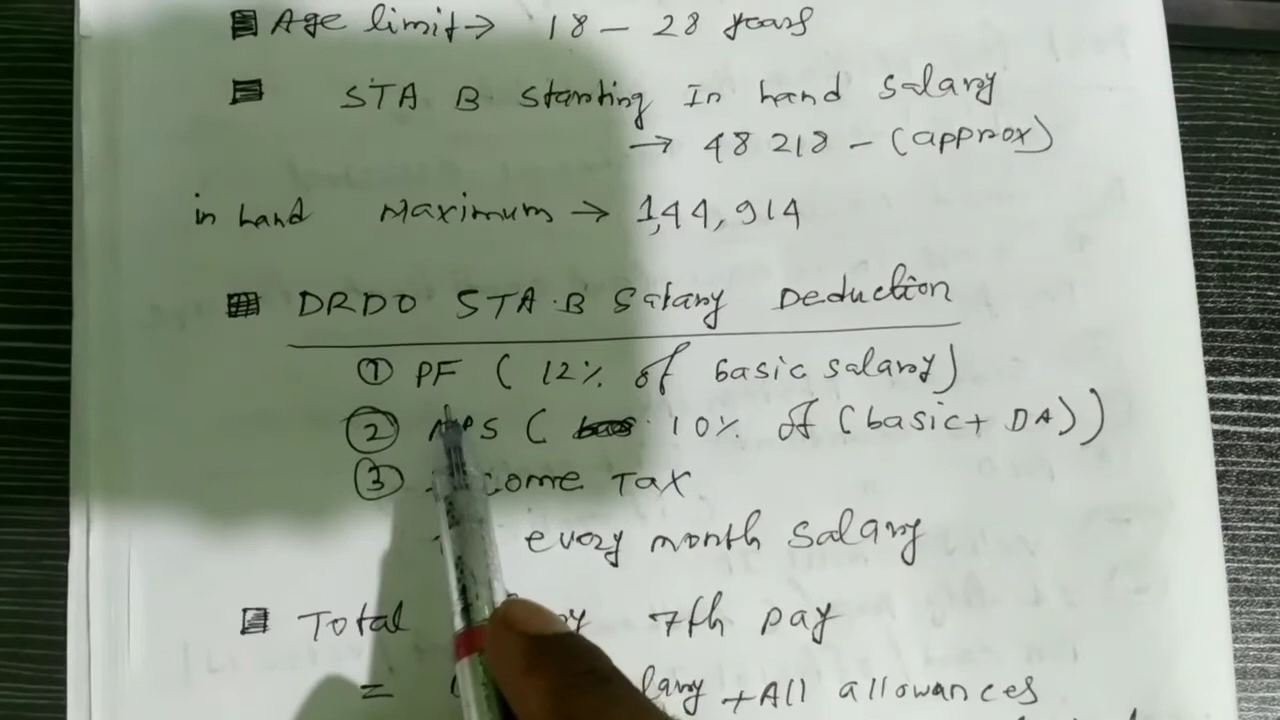 Age limit → 18 – 28 years
STA B starting In hand salary
→ 48 218 – (approx)
in hand maximum → 1,44,914
DRDO STA.B Salary Deduction
① PF ( 12% of basic salary)
② NPS ( 10% of (basic + DA))
③ come Tax
every month salary
Total 7th pay
= + All allowances